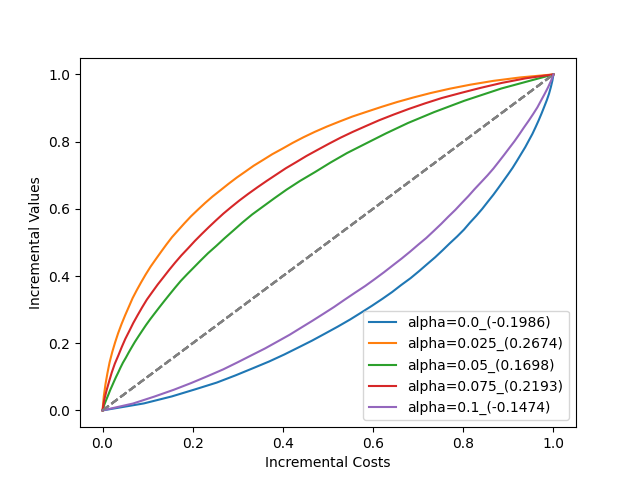 1.0
0.8
0.6
0.4
0.2
0.0
Incremental Values
0.0 0.2 0.4 0.6 0.8 1.0
Incremental Costs
alpha=0.0_(-0.1986)
alpha=0.025_(0.2674)
alpha=0.05_(0.1698)
alpha=0.075_(0.2193)
alpha=0.1_(-0.1474)